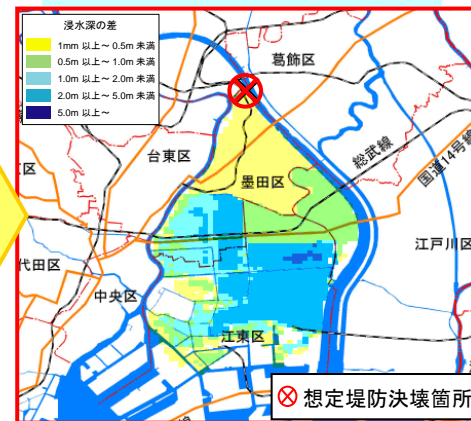 浸水深の差
1mm 以上～ 0.5m 未満
0.5m 以上～ 1.0m 未満
1.0m 以上～ 2.0m 未満
2.0m 以上～ 5.0m 未満
5.0m 以上～
葛飾区
台東区
総武線
国道14号線
墨田区
江戸川区
代田区
中央区
江東区
想定堤防決壊箇所